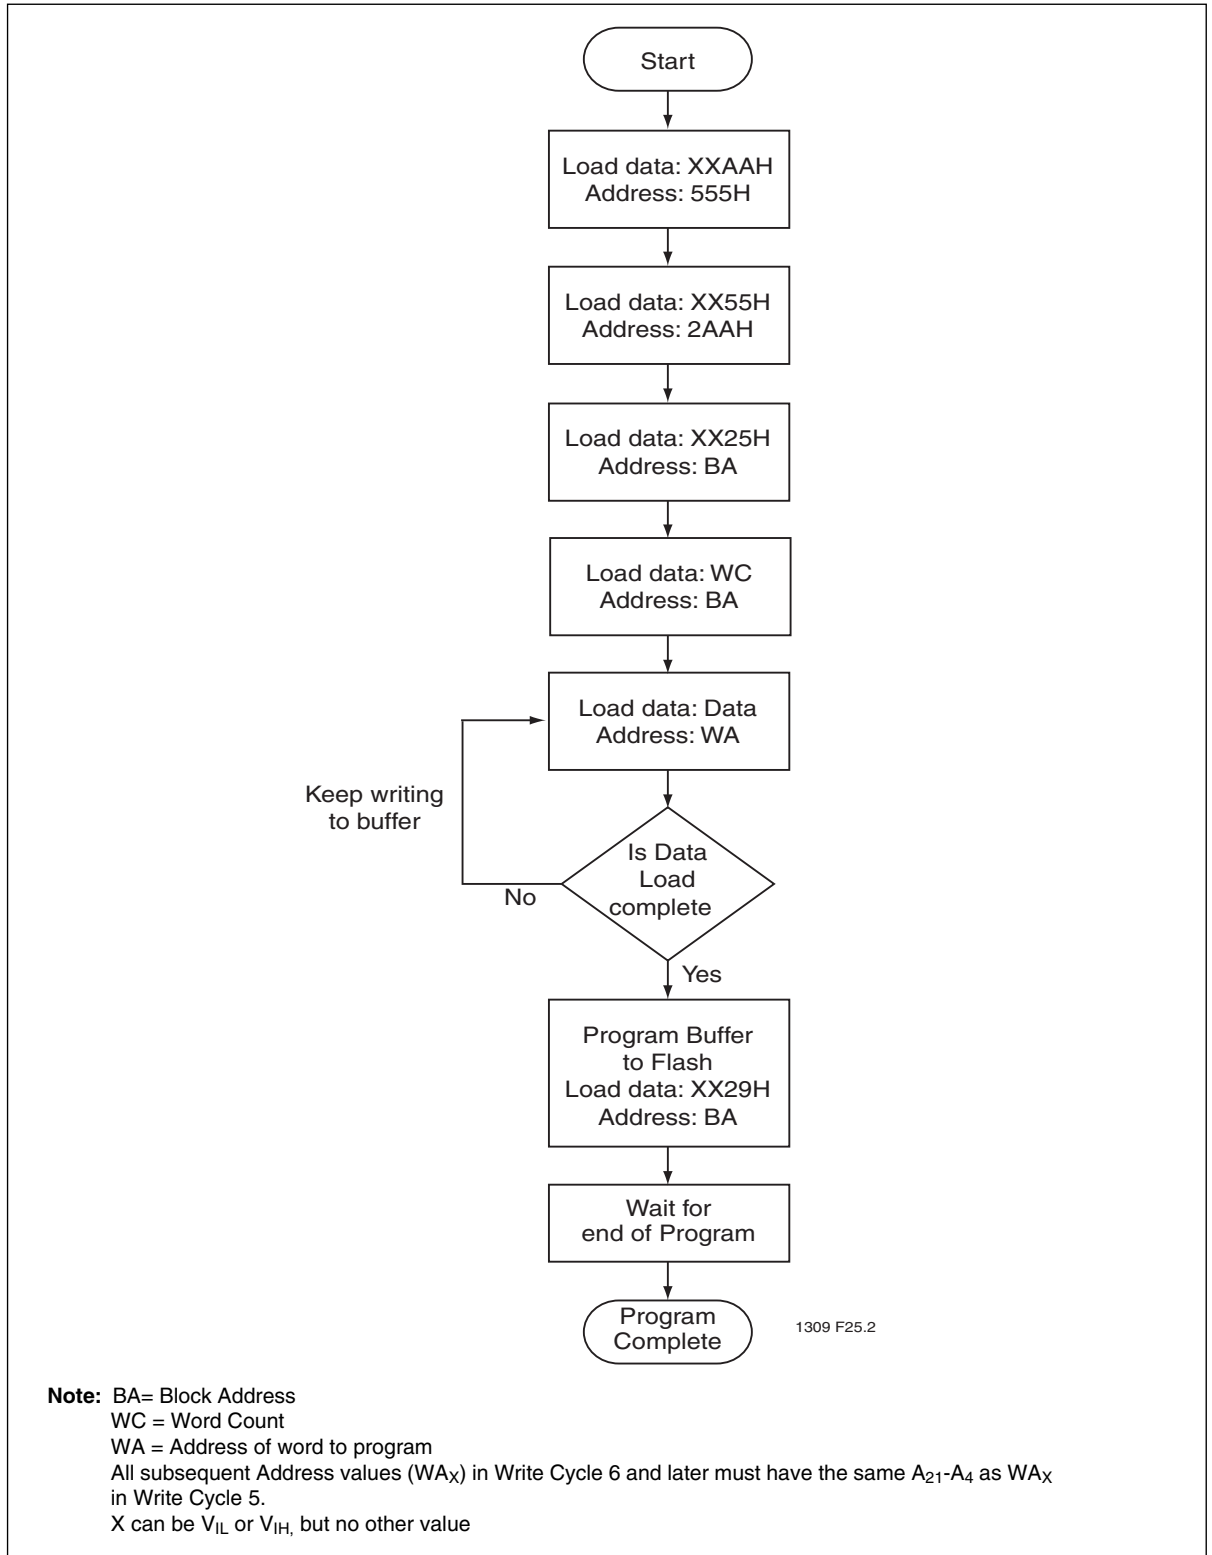 Start
Load data: XXAAH
Address: 555H
Load data: XX55H
Address: 2AAH
Load data: XX25H
Address: BA
Load data: WC
Address: BA
Load data: Data
Address: WA
Keep writing
to buffer
Is Data
Load
complete
No
Yes
Program Buffer
to Flash
Load data: XX29H
Address: BA
Wait for
end of Program
Program
Complete
1309 F25.2
Note: BA= Block Address
WC = Word Count
WA = Address of word to program
All subsequent Address values (WAX) in Write Cycle 6 and later must have the same A21-A4 as WAX
in Write Cycle 5.
X can be VIL or VIH, but no other value